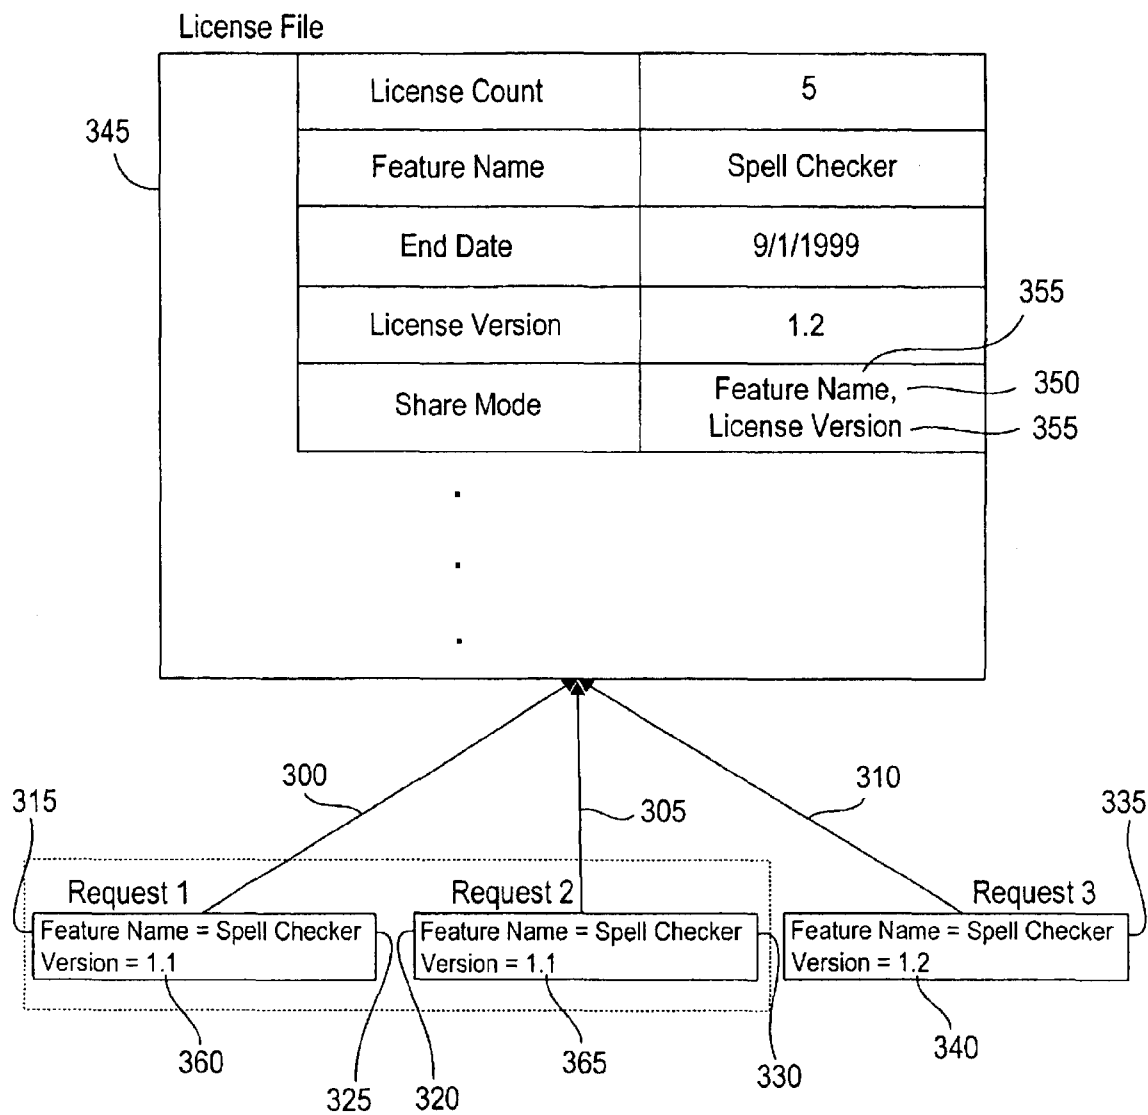 License File
License Count 5
345
Feature Name Spell Checker
End Date 9/1/1999
355
License Version 1.2
Share Mode
Feature Name, 350
License Version 355
.
.
.
300
310
315
305
335
Request 1 Request 2 Request 3
Feature Name = Spell Checker
Version = 1.1
Feature Name = Spell Checker
Version = 1.1
Feature Name = Spell Checker
Version = 1.2
360 365 340
325 320 330